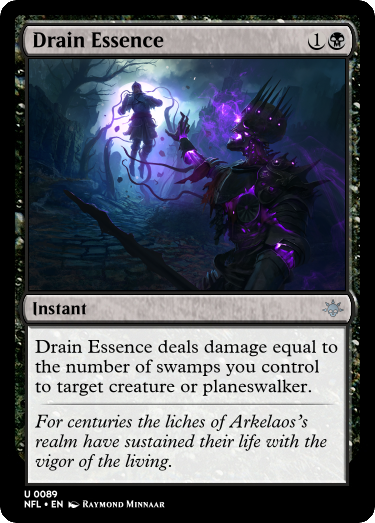 Drain Essence 1
Instant
Drain Essence deals damage equal to
the number of swamps you control
to target creature or planeswalker.
For centuries the liches of Arkelaos's
realm have sustained their life with the
vigor of the living.
U 0089
NFL • EN Raymond Minnaar